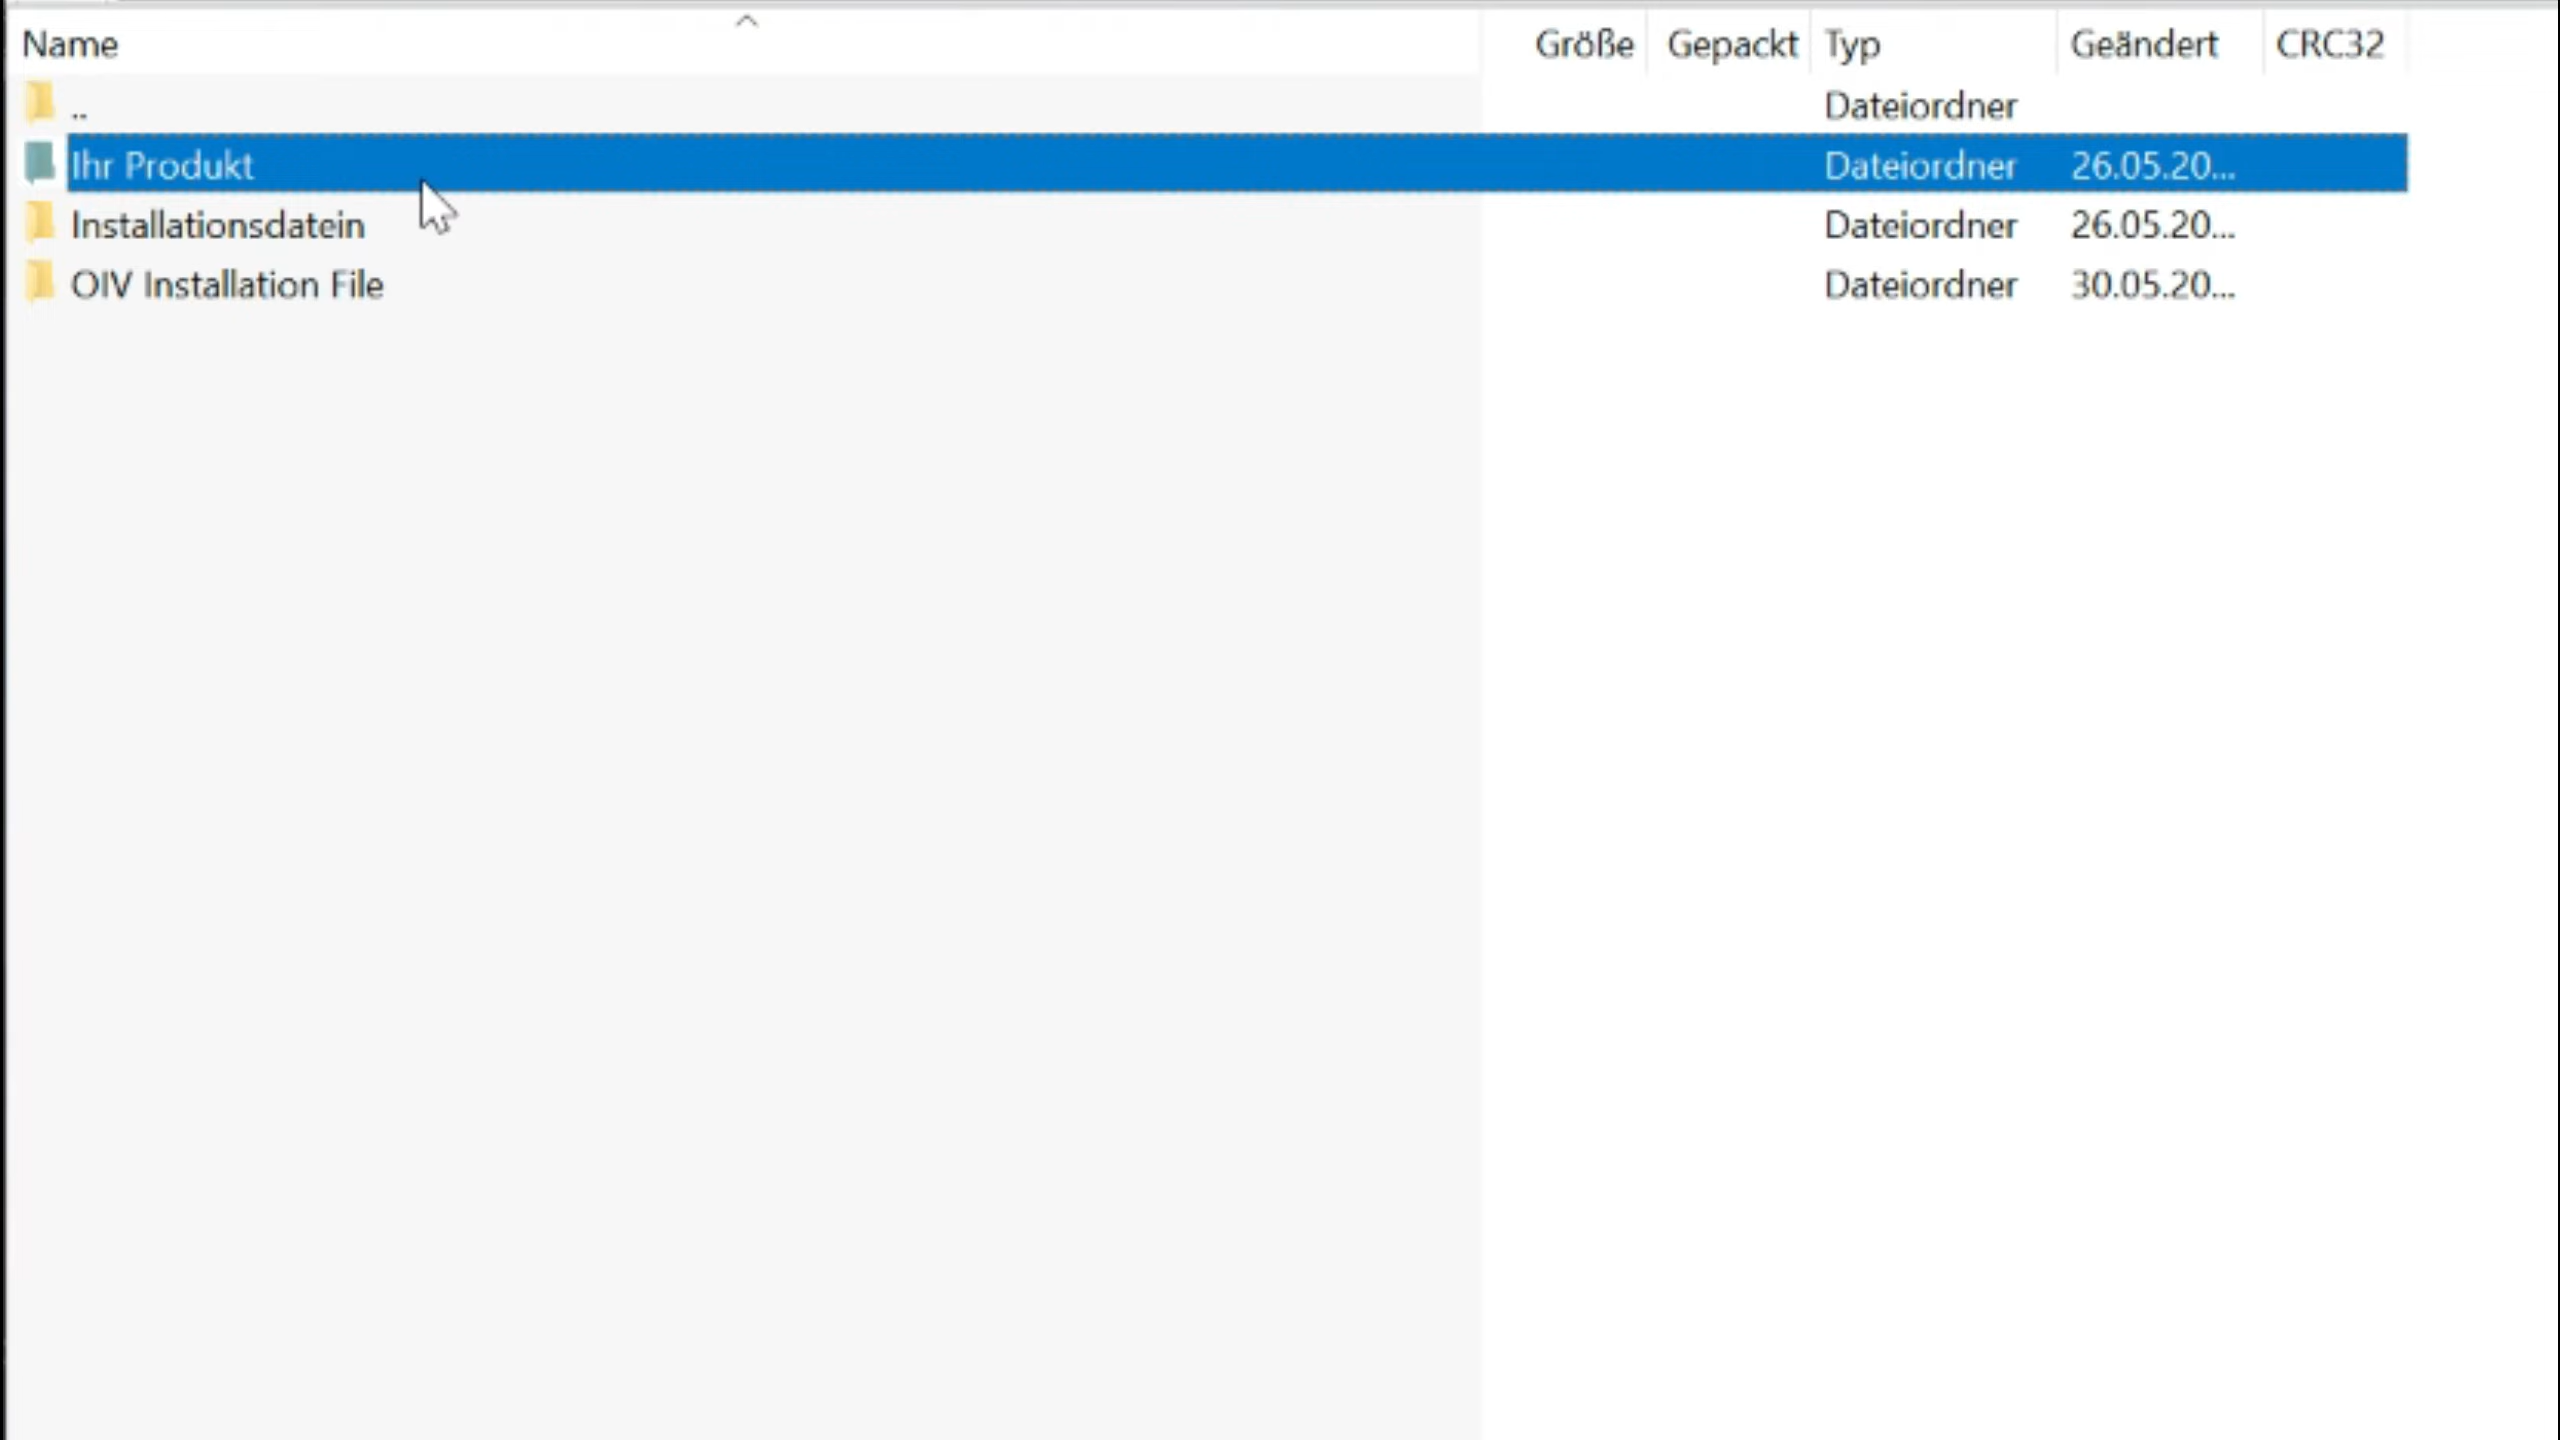 Name Größe Gepackt Typ Geändert CRC32
.. Dateiordner
Ihr Produkt Dateiordner 26.05.20...
Installationsdatein Dateiordner 26.05.20...
OIV Installation File Dateiordner 30.05.20...